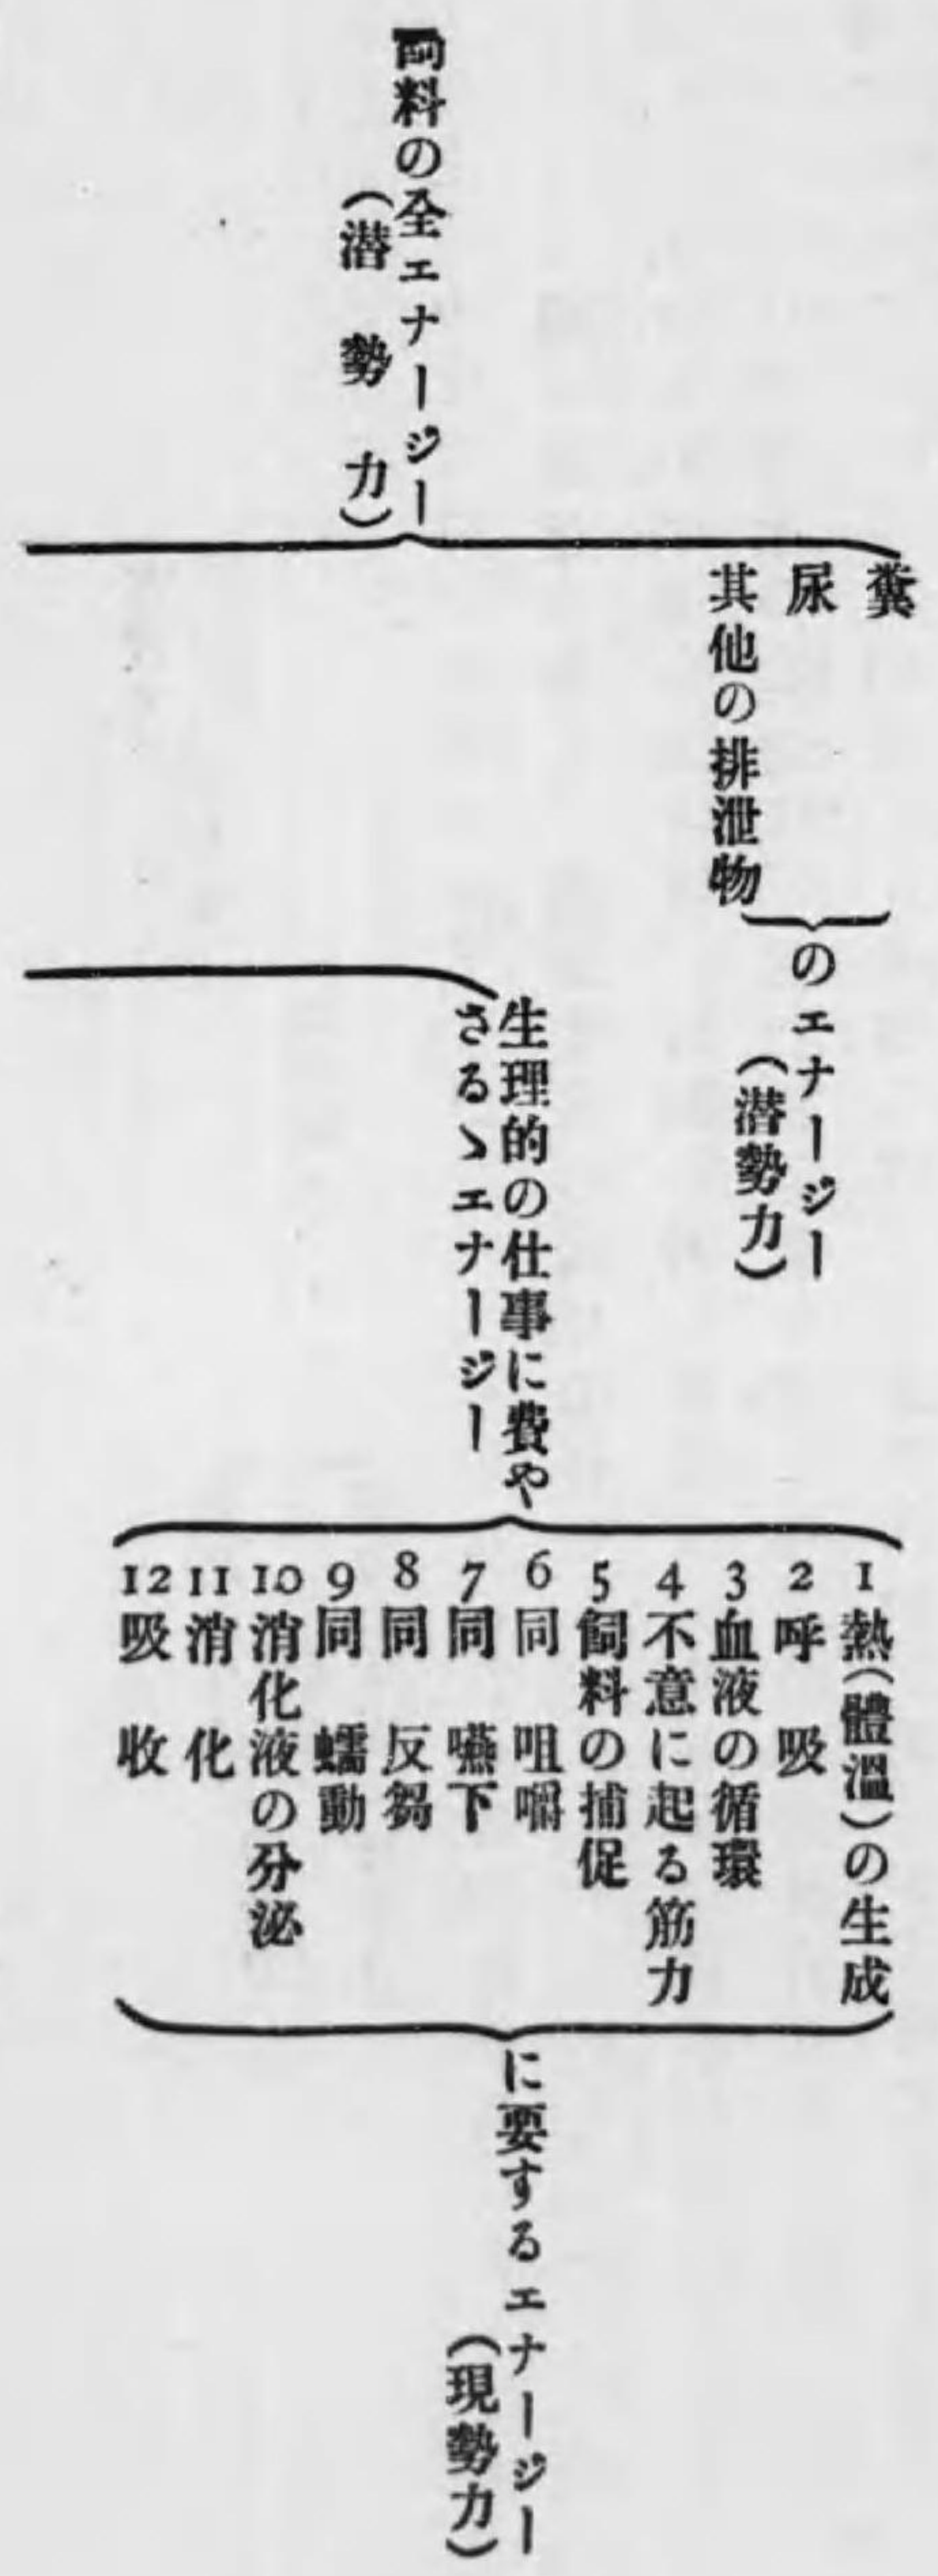 飼料の全エナージー
（潜勢力）
糞
尿
其他の排泄物
のエナージー
（潜勢力）
生理的の仕事に費や
さるゝエナージー
1 熱（體溫）の生成
2 呼吸
3 血液の循環
4 不意に起る筋力
5 飼料の捕促
6 同 咀嚼
7 同 嚥下
8 同 反芻
9 同 蠕動
10 消化液の分泌
11 消化
12 吸收
に要するエナージー
（現勢力）